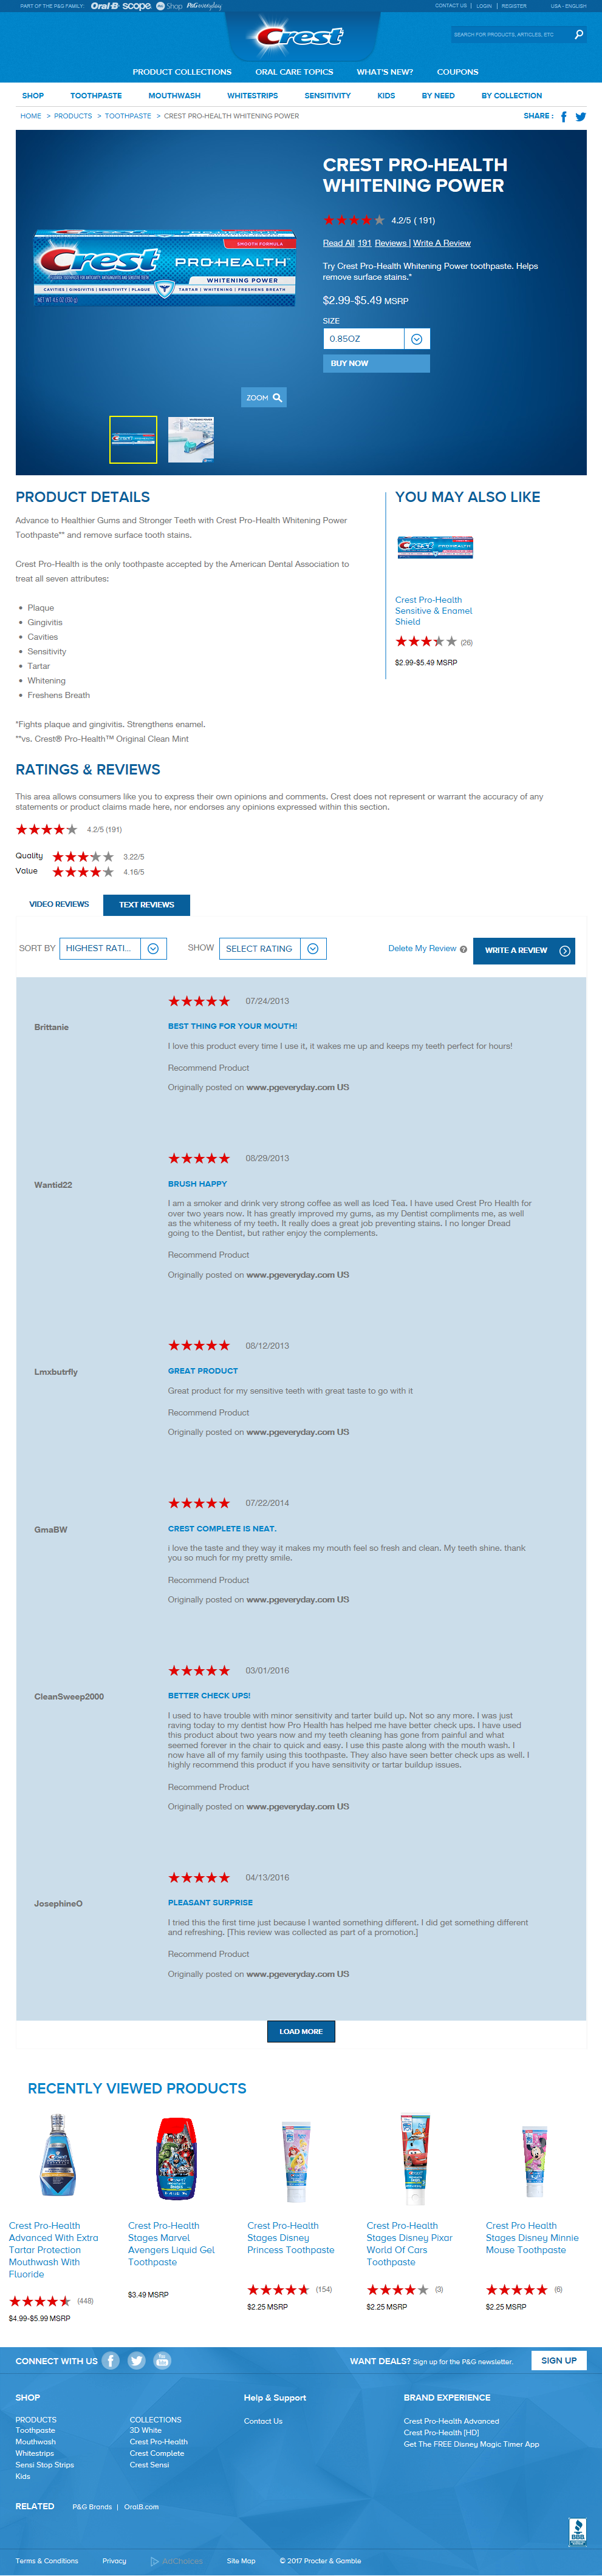 PART OF THE P&G FAMILY:
Oral-B
scope
Shop
P&Geveryday
CONTACT US | LOGIN | REGISTER
USA - ENGLISH
Crest
SEARCH FOR PRODUCTS, ARTICLES, ETC.
PRODUCT COLLECTIONS
ORAL CARE TOPICS
WHAT'S NEW?
COUPONS
SHOP
TOOTHPASTE
MOUTHWASH
WHITESTRIPS
SENSITIVITY
KIDS
BY NEED
BY COLLECTION
HOME > PRODUCTS > TOOTHPASTE > CREST PRO-HEALTH WHITENING POWER
SHARE :
SMOOTH FORMULA
Crest PRO-HEALTH
WHITENING POWER
CAVITIES | SENSITIVITY | PLAQUE
TARTAR | WHITENING | FRESHENS BREATH
NET WT 4.6 OZ (130 g)
CREST PRO-HEALTH
WHITENING POWER
4.2/5 ( 191)
Read All 191 Reviews | Write A Review
Try Crest Pro-Health Whitening Power toothpaste. Helps
remove surface stains.*
$2.99-$5.49 MSRP
SIZE
0.85OZ
BUY NOW
ZOOM
PRODUCT DETAILS
Advance to Healthier Gums and Stronger Teeth with Crest Pro-Health Whitening Power
Toothpaste** and remove surface tooth stains.
Crest Pro-Health is the only toothpaste accepted by the American Dental Association to
treat all seven attributes:
• Plaque
• Gingivitis
• Cavities
• Sensitivity
• Tartar
• Whitening
• Freshens Breath
*Fights plaque and gingivitis. Strengthens enamel.
**vs. Crest® Pro-Health™ Original Clean Mint
YOU MAY ALSO LIKE
Crest PRO-HEALTH
Crest Pro-Health
Sensitive & Enamel
Shield
(26)
$2.99-$5.49 MSRP
RATINGS & REVIEWS
This area allows consumers like you to express their own opinions and comments. Crest does not represent or warrant the accuracy of any
statements or product claims made here, nor endorses any opinions expressed within this section.
4.2/5 (191)
Quality 3.22/5
Value 4.16/5
VIDEO REVIEWS
TEXT REVIEWS
SORT BY
HIGHEST RATI...
SHOW
SELECT RATING
Delete My Review
WRITE A REVIEW
07/24/2013
Brittanie
BEST THING FOR YOUR MOUTH!
I love this product every time I use it, it wakes me up and keeps my teeth perfect for hours!
Recommend Product
Originally posted on www.pgeveryday.com US
08/29/2013
Wantid22
BRUSH HAPPY
I am a smoker and drink very strong coffee as well as Iced Tea. I have used Crest Pro Health for
over two years now. It has greatly improved my gums, as my Dentist compliments me, as well
as the whiteness of my teeth. It really does a great job preventing stains. I no longer Dread
going to the Dentist, but rather enjoy the complements.
Recommend Product
Originally posted on www.pgeveryday.com US
08/12/2013
Lmxbutrfly
GREAT PRODUCT
Great product for my sensitive teeth with great taste to go with it
Recommend Product
Originally posted on www.pgeveryday.com US
07/22/2014
GmaBW
CREST COMPLETE IS NEAT.
i love the taste and they way it makes my mouth feel so fresh and clean. My teeth shine. thank
you so much for my pretty smile.
Recommend Product
Originally posted on www.pgeveryday.com US
03/01/2016
CleanSweep2000
BETTER CHECK UPS!
I used to have trouble with minor sensitivity and tarter build up. Not so any more. I was just
raving today to my dentist how Pro Health has helped me have better check ups. I have used
this product about two years now and my teeth cleaning has gone from painful and what
seemed forever in the chair to quick and easy. I use this paste along with the mouth wash. I
now have all of my family using this toothpaste. They also have seen better check ups as well. I
highly recommend this product if you have sensitivity or tartar buildup issues.
Recommend Product
Originally posted on www.pgeveryday.com US
04/13/2016
JosephineO
PLEASANT SURPRISE
I tried this the first time just because I wanted something different. I did get something different
and refreshing. [This review was collected as part of a promotion.]
Recommend Product
Originally posted on www.pgeveryday.com US
LOAD MORE
RECENTLY VIEWED PRODUCTS
Crest Pro-Health
Advanced With Extra
Tartar Protection
Mouthwash With
Fluoride
(448)
$4.99-$5.99 MSRP
Crest Pro-Health
Stages Marvel
Avengers Liquid Gel
Toothpaste
$3.49 MSRP
Crest Pro-Health
Stages Disney
Princess Toothpaste
(154)
$2.25 MSRP
Crest Pro-Health
Stages Disney Pixar
World Of Cars
Toothpaste
(3)
$2.25 MSRP
Crest Pro Health
Stages Disney Minnie
Mouse Toothpaste
(6)
$2.25 MSRP
CONNECT WITH US
WANT DEALS? Sign up for the P&G newsletter.
SIGN UP
SHOP
PRODUCTS
Toothpaste
Mouthwash
Whitestrips
Sensi Stop Strips
Kids
COLLECTIONS
3D White
Crest Pro-Health
Crest Complete
Crest Sensi
Help & Support
Contact Us
BRAND EXPERIENCE
Crest Pro-Health Advanced
Crest Pro-Health [HD]
Get The FREE Disney Magic Timer App
RELATED
P&G Brands | OralB.com
BBB
Terms & Conditions
Privacy
AdChoices
Site Map
© 2017 Procter & Gamble